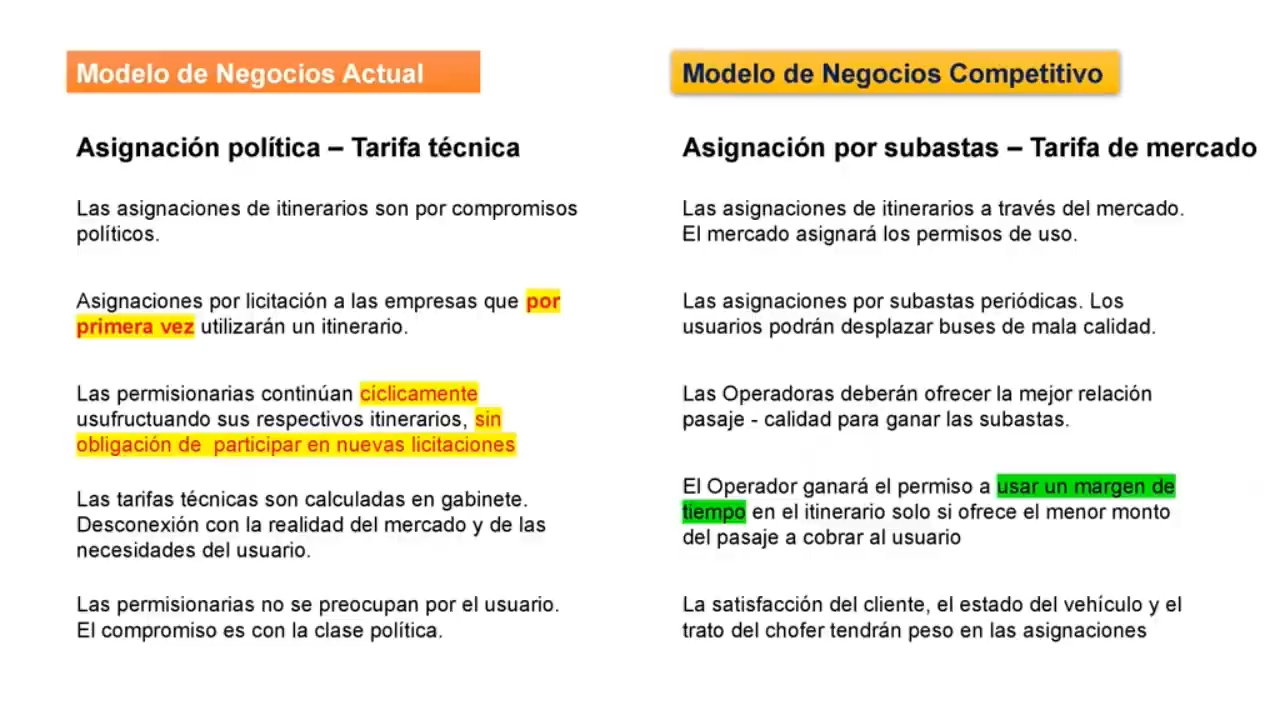 Modelo de Negocios Actual
Asignación política – Tarifa técnica
Las asignaciones de itinerarios son por compromisos
políticos.
Asignaciones por licitación a las empresas que por
primera vez utilizarán un itinerario.
Las permisionarias continúan cíclicamente
usufructuando sus respectivos itinerarios, sin
obligación de participar en nuevas licitaciones
Las tarifas técnicas son calculadas en gabinete.
Desconexión con la realidad del mercado y de las
necesidades del usuario.
Las permisionarias no se preocupan por el usuario.
El compromiso es con la clase política.
Modelo de Negocios Competitivo
Asignación por subastas – Tarifa de mercado
Las asignaciones de itinerarios a través del mercado.
El mercado asignará los permisos de uso.
Las asignaciones por subastas periódicas. Los
usuarios podrán desplazar buses de mala calidad.
Las Operadoras deberán ofrecer la mejor relación
pasaje - calidad para ganar las subastas.
El Operador ganará el permiso a usar un margen de
tiempo en el itinerario solo si ofrece el menor monto
del pasaje a cobrar al usuario
La satisfacción del cliente, el estado del vehículo y el
trato del chofer tendrán peso en las asignaciones